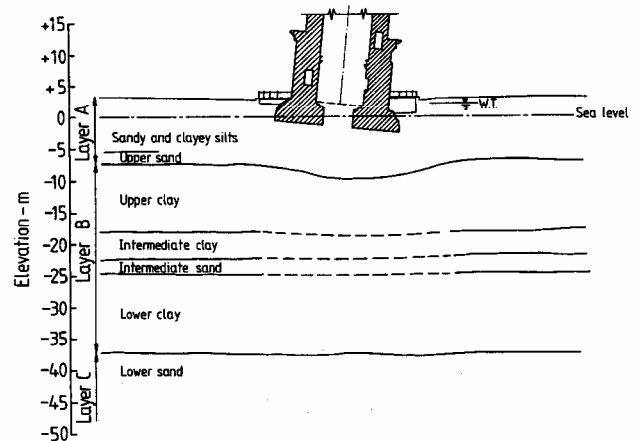 +15
+10
+5
0
-5
-10
-15
-20
-25
-30
-35
-40
-45
-50
Elevation-m
Layer A
Layer B
Layer C
W.T.
Sea level
Sandy and clayey silts
Upper sand
Upper clay
Intermediate clay
Intermediate sand
Lower clay
Lower sand